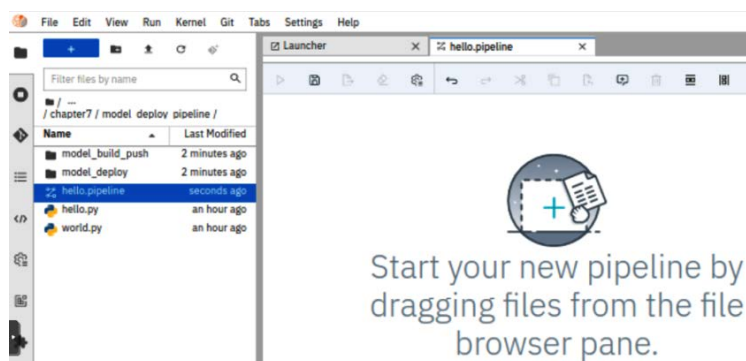 File Edit View Run Kernel Git Tabs Settings Help
Launcher
hello.pipeline
Filter files by name
/ ...
/ chapter7 / model_deploy_pipeline /
Name Last Modified
model_build_push 2 minutes ago
model_deploy 2 minutes ago
hello.pipeline seconds ago
hello.py an hour ago
world.py an hour ago
Start your new pipeline by
dragging files from the file
browser pane.